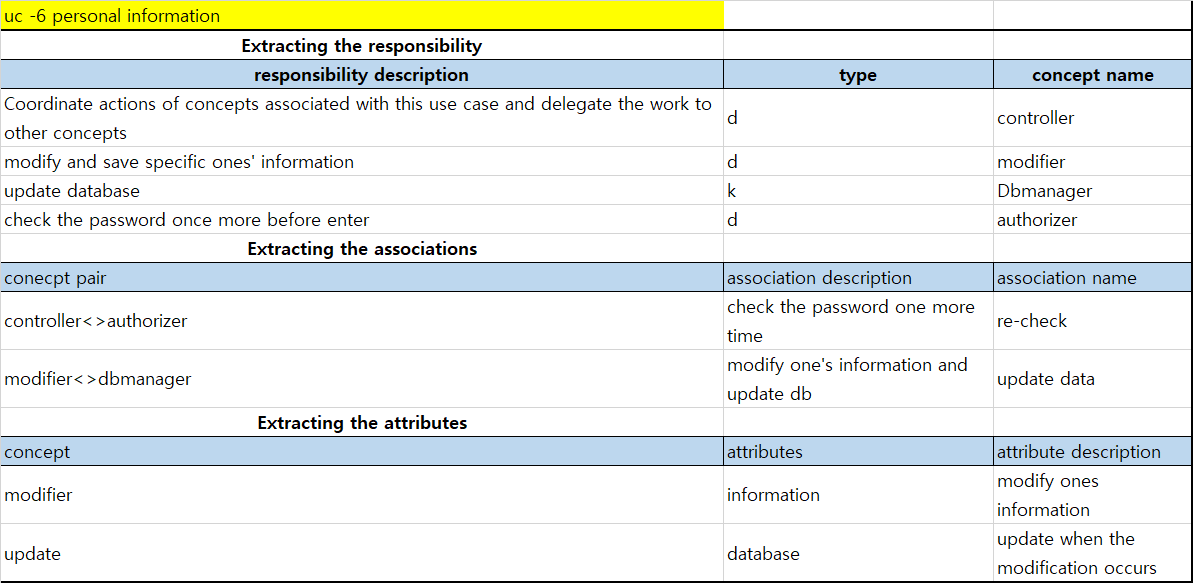 uc -6 personal information
Extracting the responsibility
responsibility description type concept name
Coordinate actions of concepts associated with this use case and delegate the work to
other concepts
d controller
modify and save specific ones' information d modifier
update database k Dbmanager
check the password once more before enter d authorizer
Extracting the associations
conecpt pair association description association name
controller<>authorizer
check the password one more
time
re-check
modifier<>dbmanager
modify one's information and
update db
update data
Extracting the attributes
concept attributes attribute description
modifier information
modify ones
information
update database
update when the
modification occurs